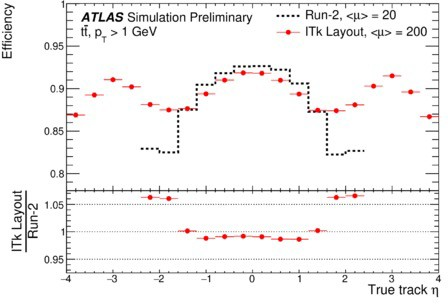 Efficiency
ATLAS Simulation Preliminary
tt̄, pT > 1 GeV
Run-2, <μ> = 20
ITk Layout, <μ> = 200
0.95
0.9
0.85
0.8
ITk Layout
Run-2
1.05
1
0.95
−4 −3 −2 −1 0 1 2 3 4
True track η